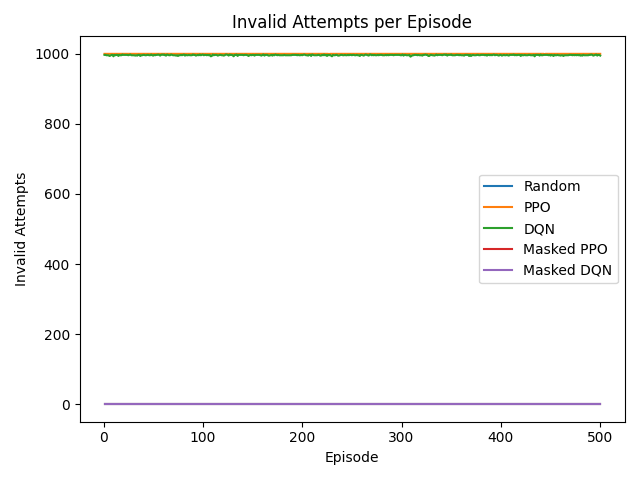 Invalid Attempts per Episode
1000
800
600
400
200
0
Invalid Attempts
Random
PPO
DQN
Masked PPO
Masked DQN
0 100 200 300 400 500
Episode